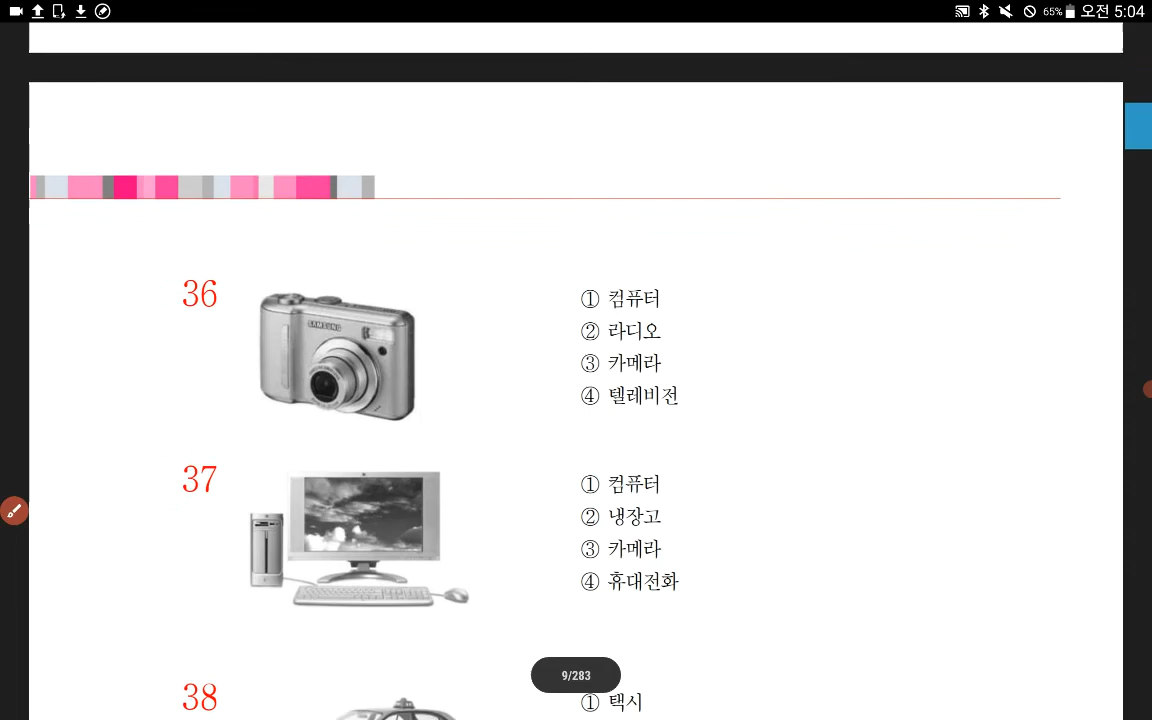 65% 오전 5:04
36
SAMSUNG
① 컴퓨터
② 라디오
③ 카메라
④ 텔레비전
37
① 컴퓨터
② 냉장고
③ 카메라
④ 휴대전화
9/283
38
① 택시